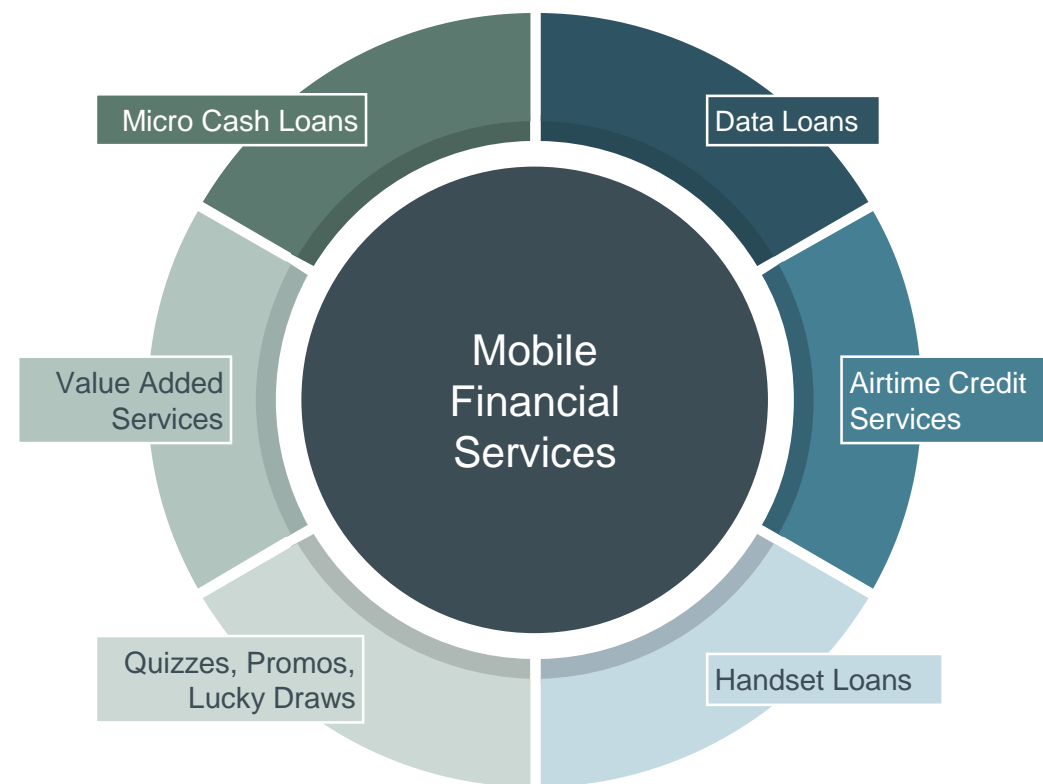 Micro Cash Loans
Data Loans
Mobile
Financial
Services
Value Added
Services
Airtime Credit
Services
Quizzes, Promos,
Lucky Draws
Handset Loans